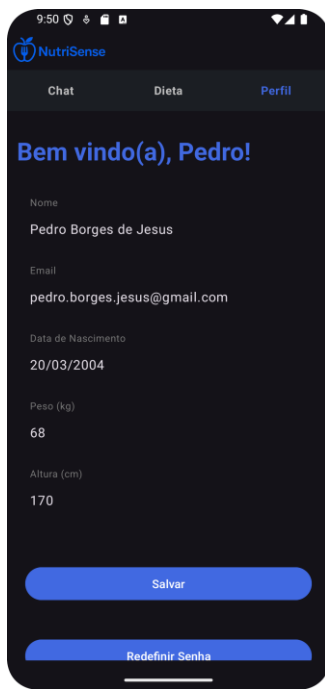 9:50
NutriSense
Chat Dieta Perfil
Bem vindo(a), Pedro!
Nome
Pedro Borges de Jesus
Email
pedro.borges.jesus@gmail.com
Data de Nascimento
20/03/2004
Peso (kg)
68
Altura (cm)
170
Salvar
Redefinir Senha